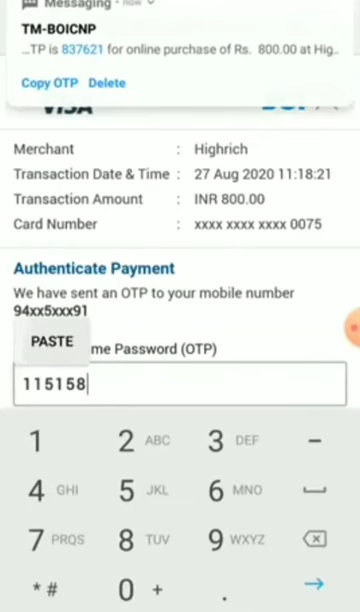 Messaging • now
TM-BOICNP
...TP is 837621 for online purchase of Rs. 800.00 at Hig..
Copy OTP Delete
VISA
Merchant : Highrich
Transaction Date & Time : 27 Aug 2020 11:18:21
Transaction Amount : INR 800.00
Card Number : xxxx xxxx xxxx 0075
Authenticate Payment
We have sent an OTP to your mobile number
94xx5xxx91
PASTE
me Password (OTP)
115158
1 2 ABC 3 DEF –
4 GHI 5 JKL 6 MNO
7 PRQS 8 TUV 9 WXYZ
* # 0 + .